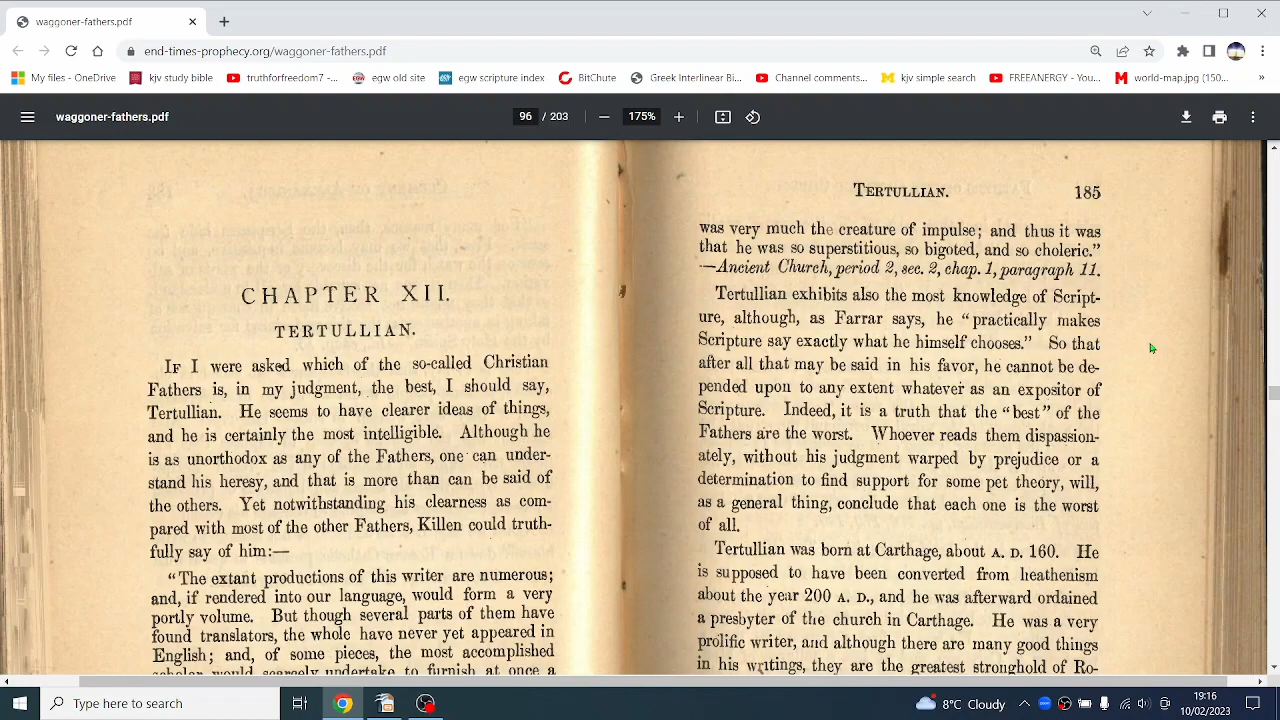 waggoner-fathers.pdf
end-times-prophecy.org/waggoner-fathers.pdf
My files - OneDrive
kjv study bible
truthforfreedom7 -...
egw old site
egw scripture index
BitChute
Greek Interlinear Bi...
Channel comments...
kjv simple search
FREEANERGY - You...
world-map.jpg (150...
»
waggoner-fathers.pdf
96 / 203
175%
CHAPTER XII.
TERTULLIAN.
IF I were asked which of the so-called Christian
Fathers is, in my judgment, the best, I should say,
Tertullian. He seems to have clearer ideas of things,
and he is certainly the most intelligible. Although he
is as unorthodox as any of the Fathers, one can under-
stand his heresy, and that is more than can be said of
the others. Yet notwithstanding his clearness as com-
pared with most of the other Fathers, Killen could truth-
fully say of him:—
"The extant productions of this writer are numerous;
and, if rendered into our language, would form a very
portly volume. But though several parts of them have
found translators, the whole have never yet appeared in
English; and, of some pieces, the most accomplished
scholar would scarcely undertake to furnish at once a
TERTULLIAN. 185
was very much the creature of impulse; and thus it was
that he was so superstitious, so bigoted, and so choleric."
—Ancient Church, period 2, sec. 2, chap. 1, paragraph 11.
Tertullian exhibits also the most knowledge of Script-
ure, although, as Farrar says, he "practically makes
Scripture say exactly what he himself chooses." So that
after all that may be said in his favor, he cannot be de-
pended upon to any extent whatever as an expositor of
Scripture. Indeed, it is a truth that the "best" of the
Fathers are the worst. Whoever reads them dispassion-
ately, without his judgment warped by prejudice or a
determination to find support for some pet theory, will,
as a general thing, conclude that each one is the worst
of all.
Tertullian was born at Carthage, about A. D. 160. He
is supposed to have been converted from heathenism
about the year 200 A. D., and he was afterward ordained
a presbyter of the church in Carthage. He was a very
prolific writer, and although there are many good things
in his writings, they are the greatest stronghold of Ro-
Type here to search
8°C Cloudy
19:16
10/02/2023